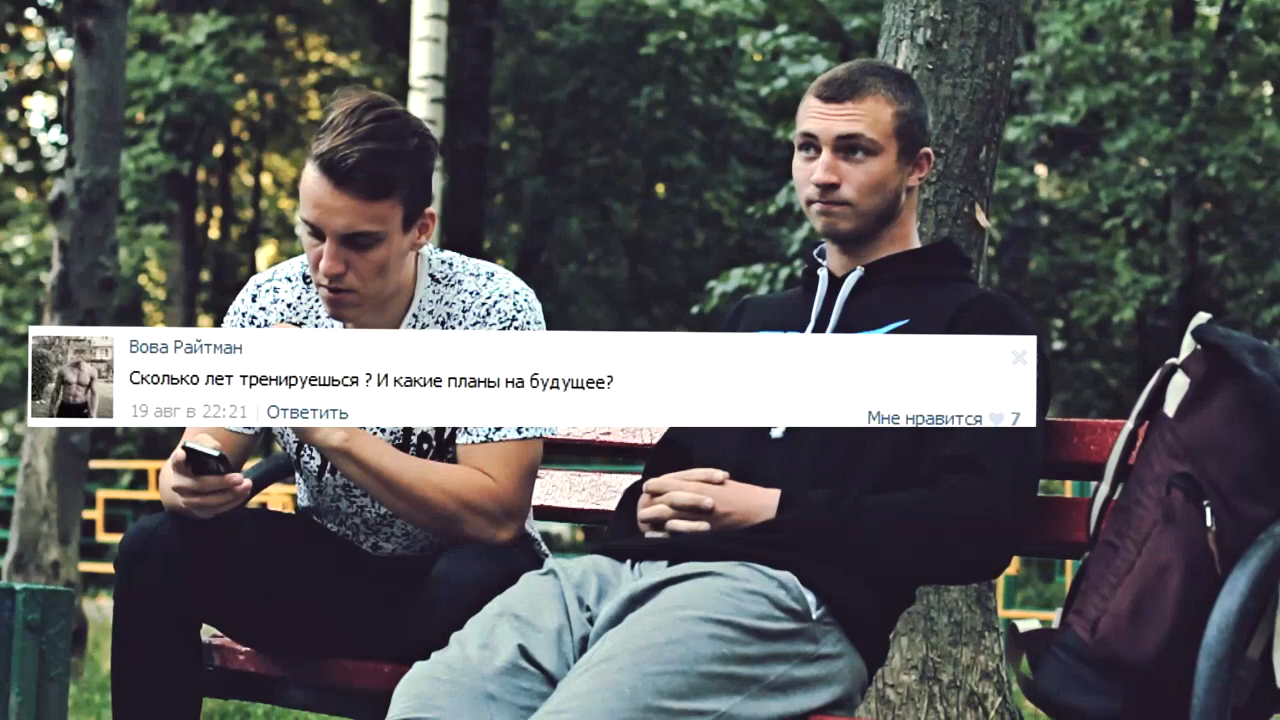 Вова Райтман
Сколько лет тренируешься ? И какие планы на будущее?
19 авг в 22:21 | Ответить
Мне нравится 7